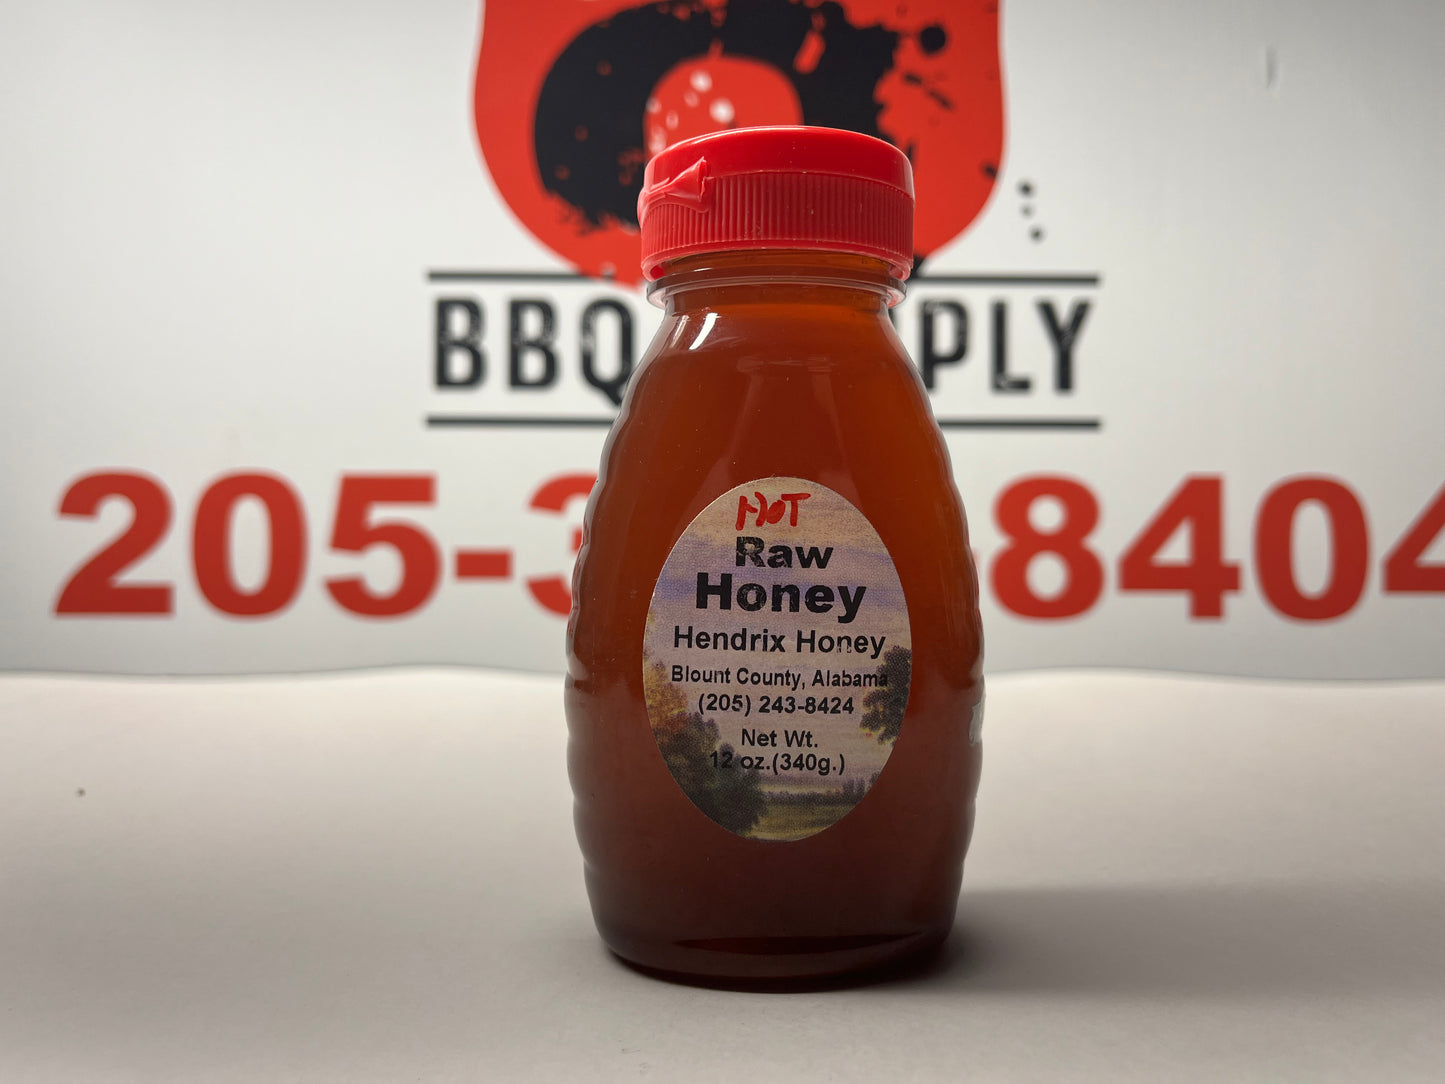 BBQ
PLY
205-
-8404
HOT
Raw
Honey
Hendrix Honey
Blount County, Alabama
(205) 243-8424
Net Wt.
12 oz.(340g.)